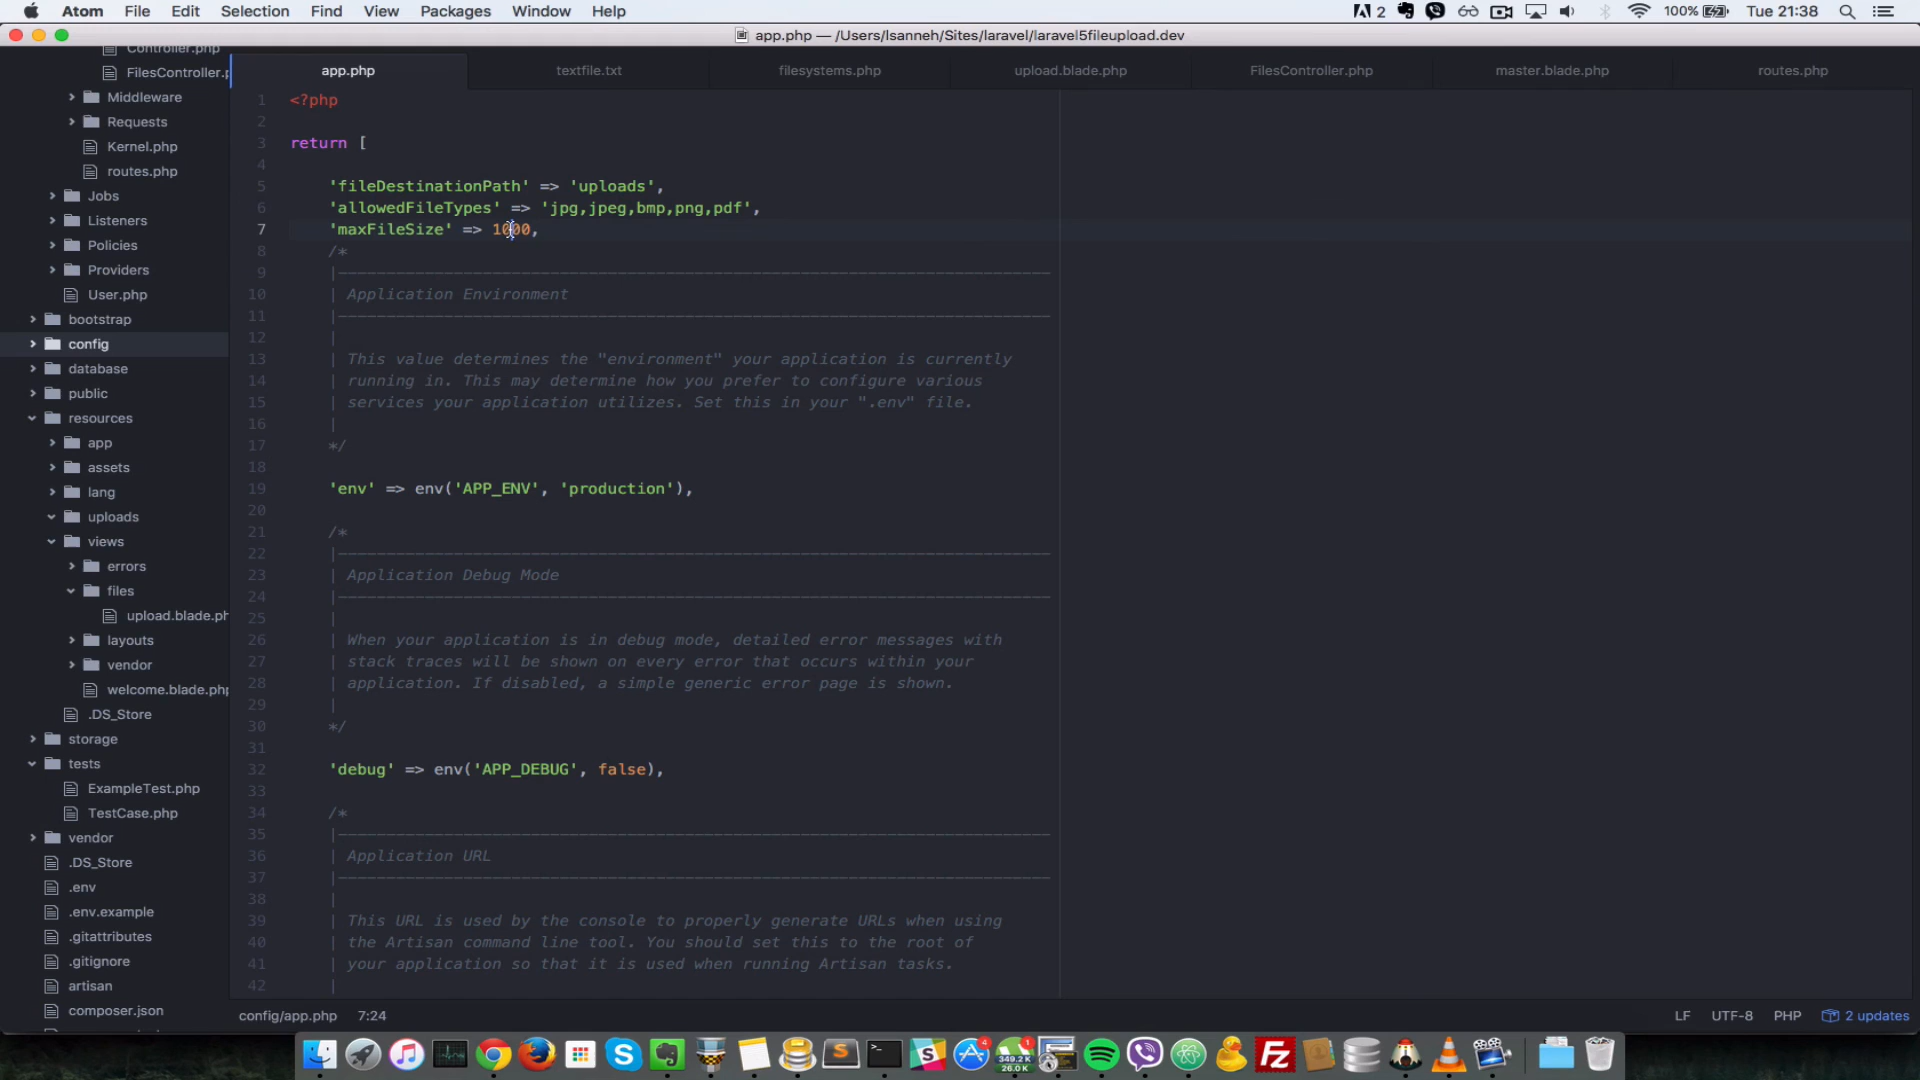 Atom File Edit Selection Find View Packages Window Help 2 100% Tue 21:38
app.php — /Users/lsanneh/Sites/laravel/laravel5fileupload.dev
Controller.php
FilesController.p
Middleware
Requests
Kernel.php
routes.php
Jobs
Listeners
Policies
Providers
User.php
bootstrap
config
database
public
resources
app
assets
lang
uploads
views
errors
files
upload.blade.ph
layouts
vendor
welcome.blade.php
.DS_Store
storage
tests
ExampleTest.php
TestCase.php
vendor
.DS_Store
.env
.env.example
.gitattributes
.gitignore
artisan
composer.json
app.php textfile.txt filesystems.php upload.blade.php FilesController.php master.blade.php routes.php
1 <?php
2
3 return [
4
5 'fileDestinationPath' => 'uploads',
6 'allowedFileTypes' => 'jpg,jpeg,bmp,png,pdf',
7 'maxFileSize' => 1000,
8 /*
9 |--------------------------------------------------------------------------
10 | Application Environment
11 |--------------------------------------------------------------------------
12 |
13 | This value determines the "environment" your application is currently
14 | running in. This may determine how you prefer to configure various
15 | services your application utilizes. Set this in your ".env" file.
16 |
17 */
18
19 'env' => env('APP_ENV', 'production'),
20
21 /*
22 |--------------------------------------------------------------------------
23 | Application Debug Mode
24 |--------------------------------------------------------------------------
25 |
26 | When your application is in debug mode, detailed error messages with
27 | stack traces will be shown on every error that occurs within your
28 | application. If disabled, a simple generic error page is shown.
29 |
30 */
31
32 'debug' => env('APP_DEBUG', false),
33
34 /*
35 |--------------------------------------------------------------------------
36 | Application URL
37 |--------------------------------------------------------------------------
38 |
39 | This URL is used by the console to properly generate URLs when using
40 | the Artisan command line tool. You should set this to the root of
41 | your application so that it is used when running Artisan tasks.
42 |
config/app.php 7:24 LF UTF-8 PHP 2 updates
4
1
349.2 K
26.0 K